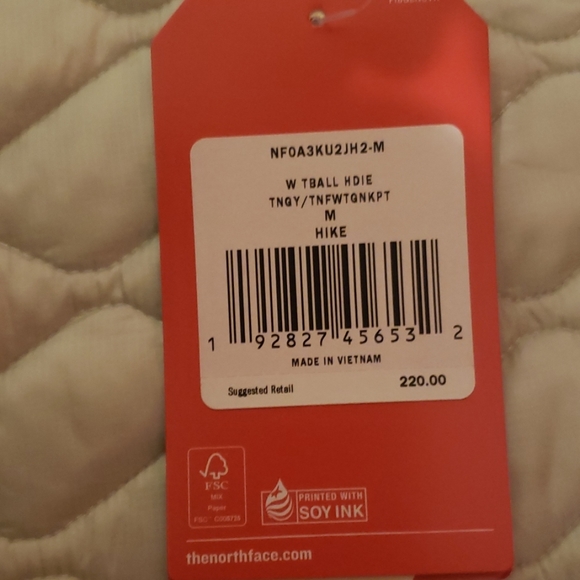 NF0A3KU2JH2-M
W TBALL HDIE
TNGY/TNFWTGNKPT
M
HIKE
1 92827 45653 2
MADE IN VIETNAM
Suggested Retail 220.00
FSC
MIX
Paper
PRINTED WITH
SOY INK
thenorthface.com